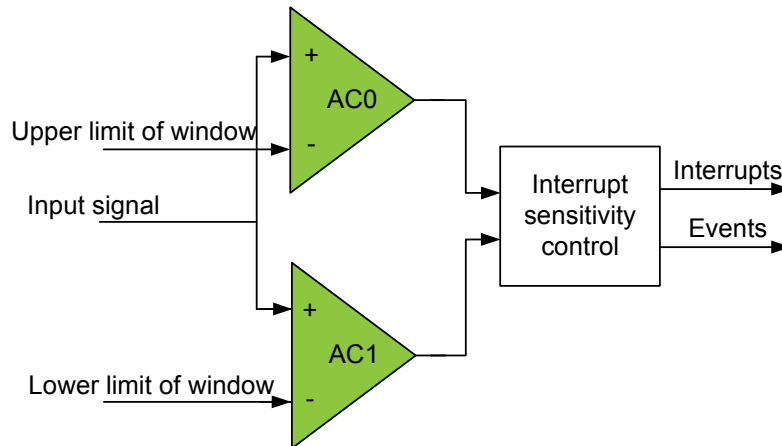 +
AC0
-
Upper limit of window
Input signal
Interrupt
sensitivity
control
Interrupts
Events
+
AC1
-
Lower limit of window